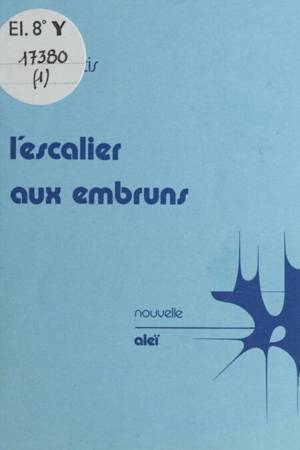 El. 8° Y
17380
(1)
l'escalier
aux embruns
nouvelle
aleï